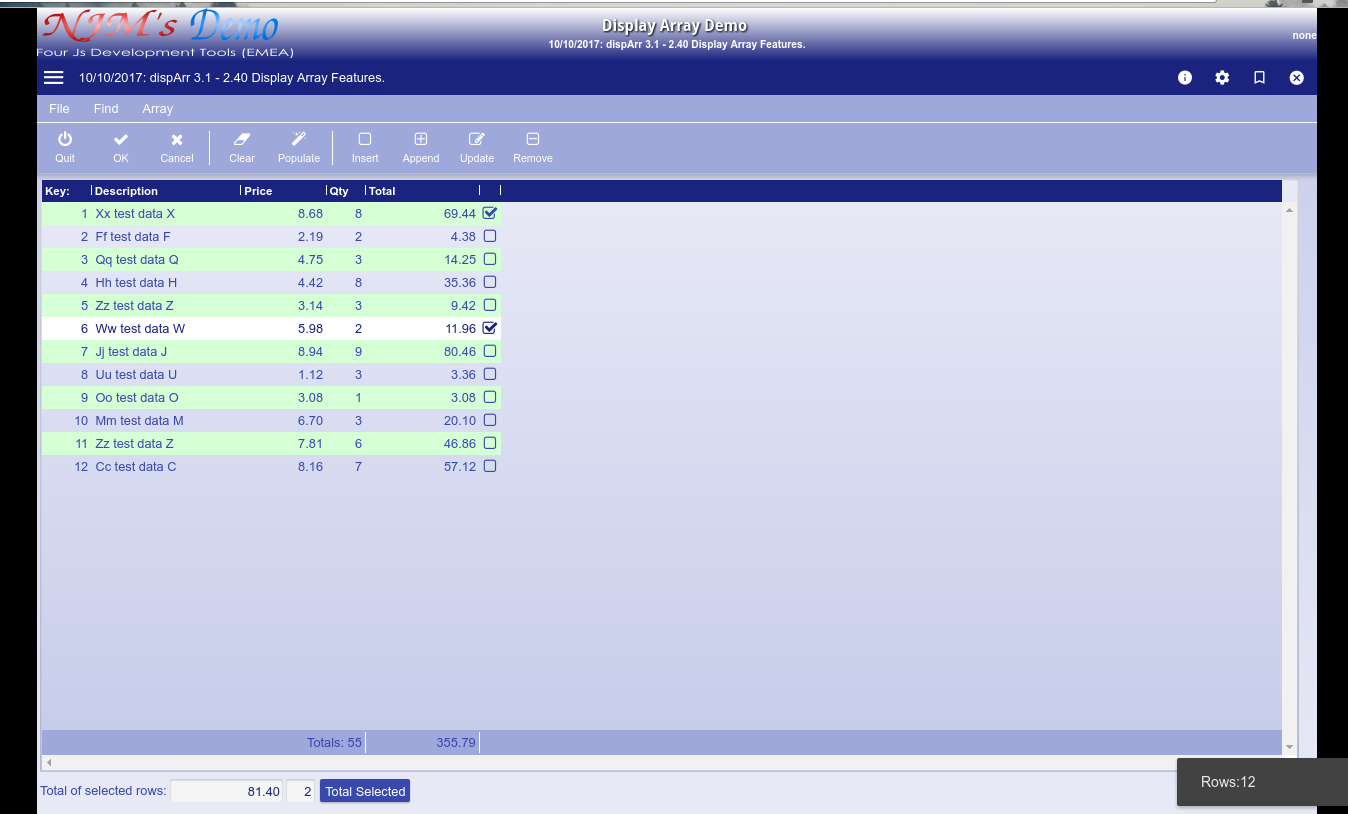 NJM's Demo
Four Js Development Tools (EMEA)
Display Array Demo
10/10/2017: dispArr 3.1 - 2.40 Display Array Features.
none
10/10/2017: dispArr 3.1 - 2.40 Display Array Features.
File Find Array
Quit OK Cancel Clear Populate Insert Append Update Remove
Key: Description Price Qty Total
1 Xx test data X 8.68 8 69.44
2 Ff test data F 2.19 2 4.38
3 Qq test data Q 4.75 3 14.25
4 Hh test data H 4.42 8 35.36
5 Zz test data Z 3.14 3 9.42
6 Ww test data W 5.98 2 11.96
7 Jj test data J 8.94 9 80.46
8 Uu test data U 1.12 3 3.36
9 Oo test data O 3.08 1 3.08
10 Mm test data M 6.70 3 20.10
11 Zz test data Z 7.81 6 46.86
12 Cc test data C 8.16 7 57.12
Totals: 55 355.79
Total of selected rows: 81.40 2 Total Selected
Rows:12